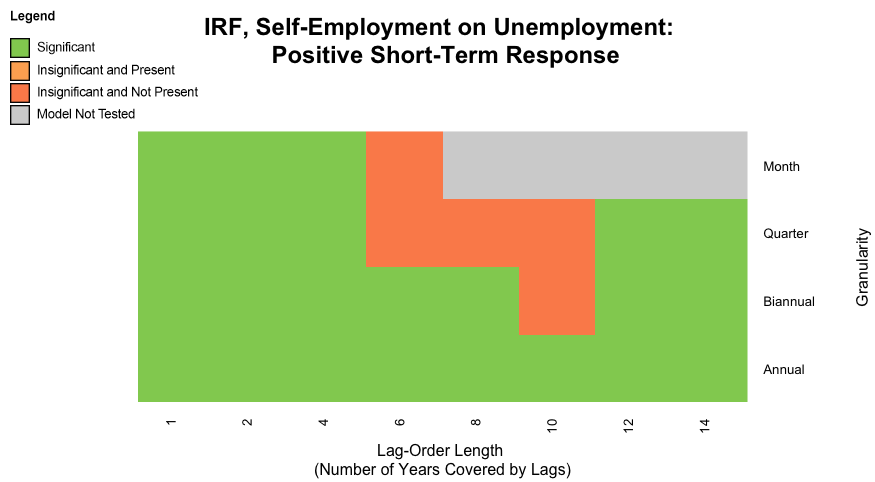 Legend
Significant
Insignificant and Present
Insignificant and Not Present
Model Not Tested
IRF, Self-Employment on Unemployment:
Positive Short-Term Response
Month
Quarter
Biannual
Annual
Granularity
1 2 4 6 8 10 12 14
Lag-Order Length
(Number of Years Covered by Lags)